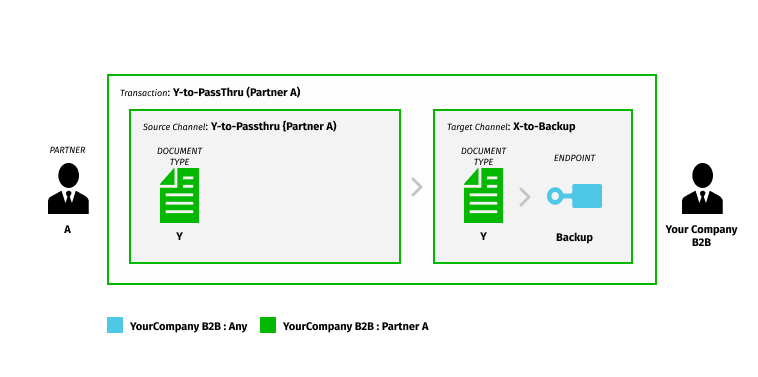 Transaction: Y-to-PassThru (Partner A)
Source Channel: Y-to-Passthru {Partner A)
Target Channel: X-to-Backup
PARTNER
DOCUMENT
TYPE
DOCUMENT
TYPE
ENDPOINT
A
Y
Y
Backup
Your Company
B2B
YourCompany B2B : Any
YourCompany B2B : Partner A